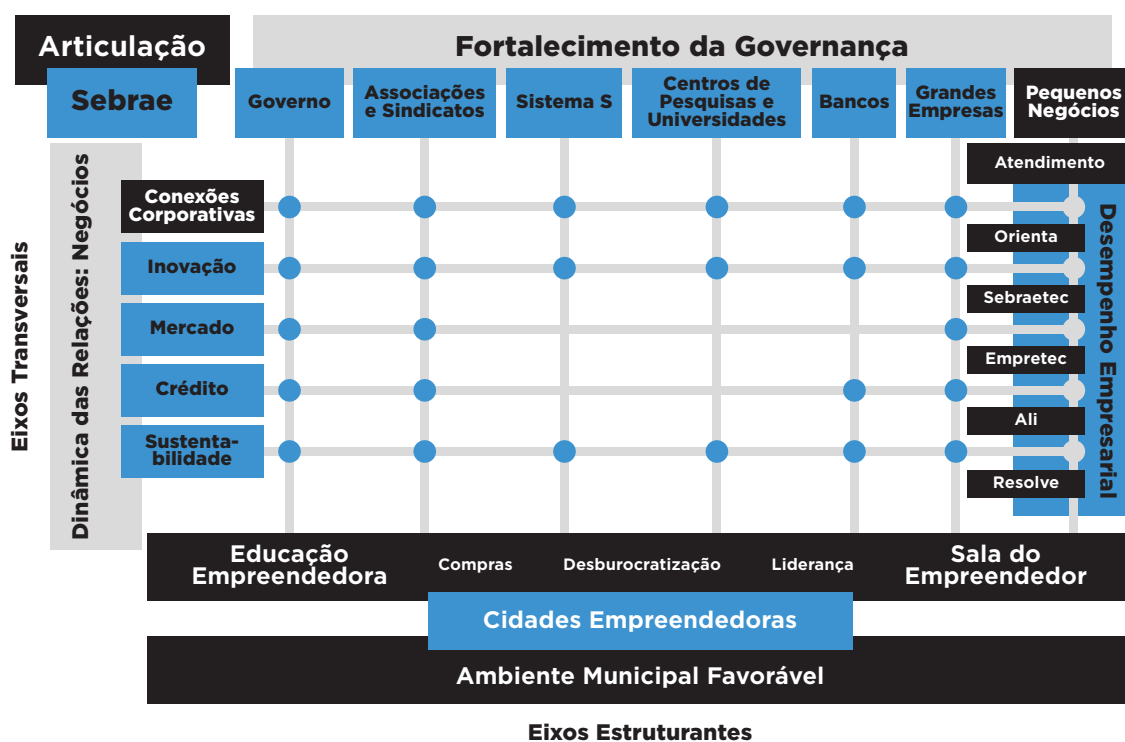 Articulação
Fortalecimento da Governança
Sebrae
Governo
Associações
e Sindicatos
Sistema S
Centros de
Pesquisas e
Universidades
Bancos
Grandes
Empresas
Pequenos
Negócios
Eixos Transversais
Dinâmica das Relações: Negócios
Conexões
Corporativas
Inovação
Mercado
Crédito
Sustenta-
bilidade
Atendimento
Orienta
Sebraetec
Empretec
Ali
Resolve
Desempenho Empresarial
Educação
Empreendedora
Compras
Desburocratização
Liderança
Sala do
Empreendedor
Cidades Empreendedoras
Ambiente Municipal Favorável
Eixos Estruturantes